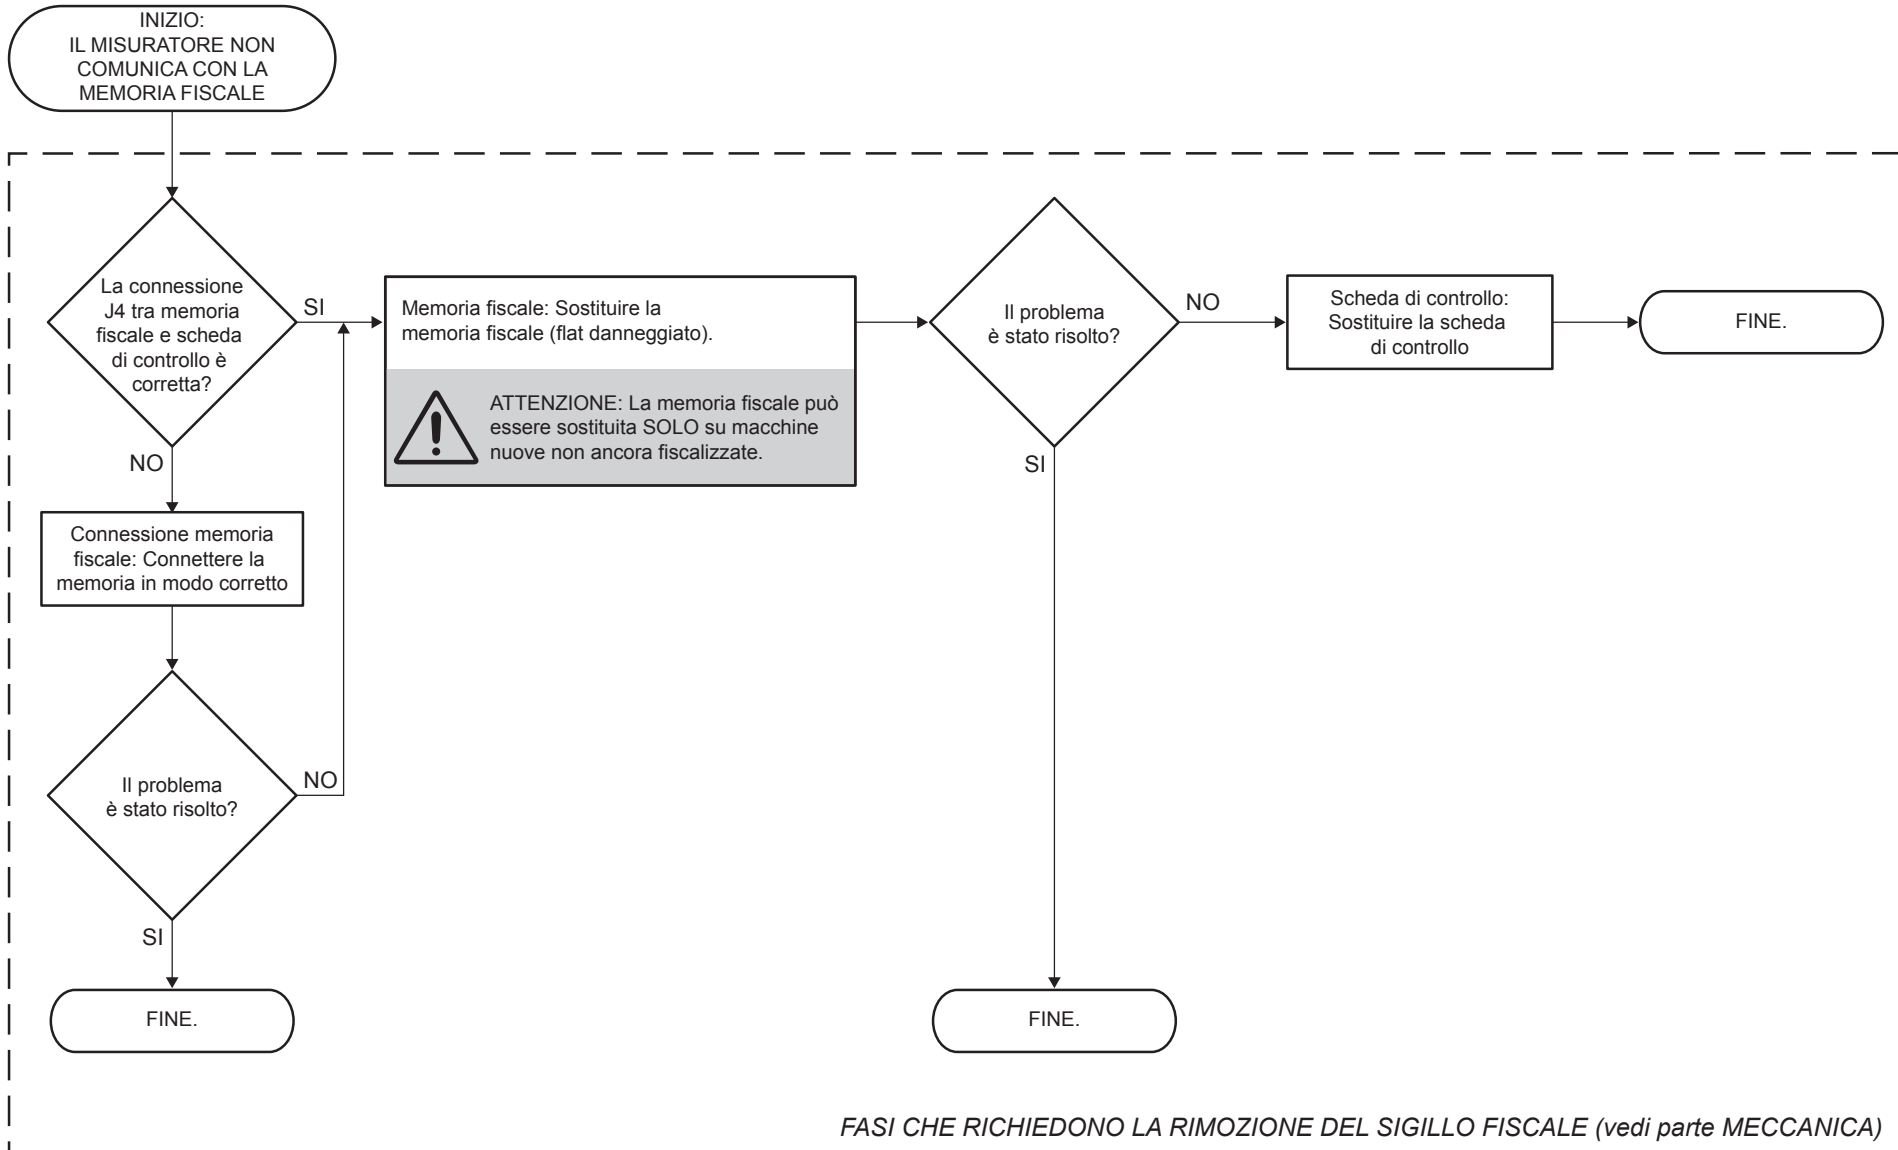 INIZIO:
IL MISURATORE NON
COMUNICA CON LA
MEMORIA FISCALE
La connessione
J4 tra memoria
fiscale e scheda
di controllo è
corretta?
SI
NO
Connessione memoria
fiscale: Connettere la
memoria in modo corretto
Il problema
è stato risolto?
NO
SI
FINE.
Memoria fiscale: Sostituire la
memoria fiscale (flat danneggiato).
ATTENZIONE: La memoria fiscale può
essere sostituita SOLO su macchine
nuove non ancora fiscalizzate.
Il problema
è stato risolto?
NO
SI
FINE.
Scheda di controllo:
Sostituire la scheda
di controllo
FINE.
FASI CHE RICHIEDONO LA RIMOZIONE DEL SIGILLO FISCALE (vedi parte MECCANICA)